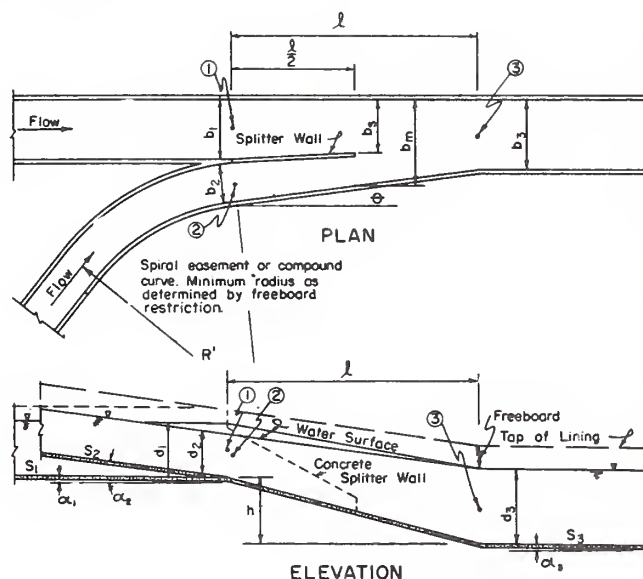 ℓ
ℓ/2
①
③
Flow
b₁
Splitter Wall
b₂
bₛ
bₘ
b₃
θ
②
PLAN
Flow
Spiral easement or compound
curve. Minimum radius as
determined by freeboard
restriction.
R'
ℓ
① ②
③
Freeboard
Tap of Lining
Water Surface
S₁
S₂
α₁
α₂
d₁
d₂
Concrete
Splitter Wall
h
d₃
S₃
α₃
ELEVATION